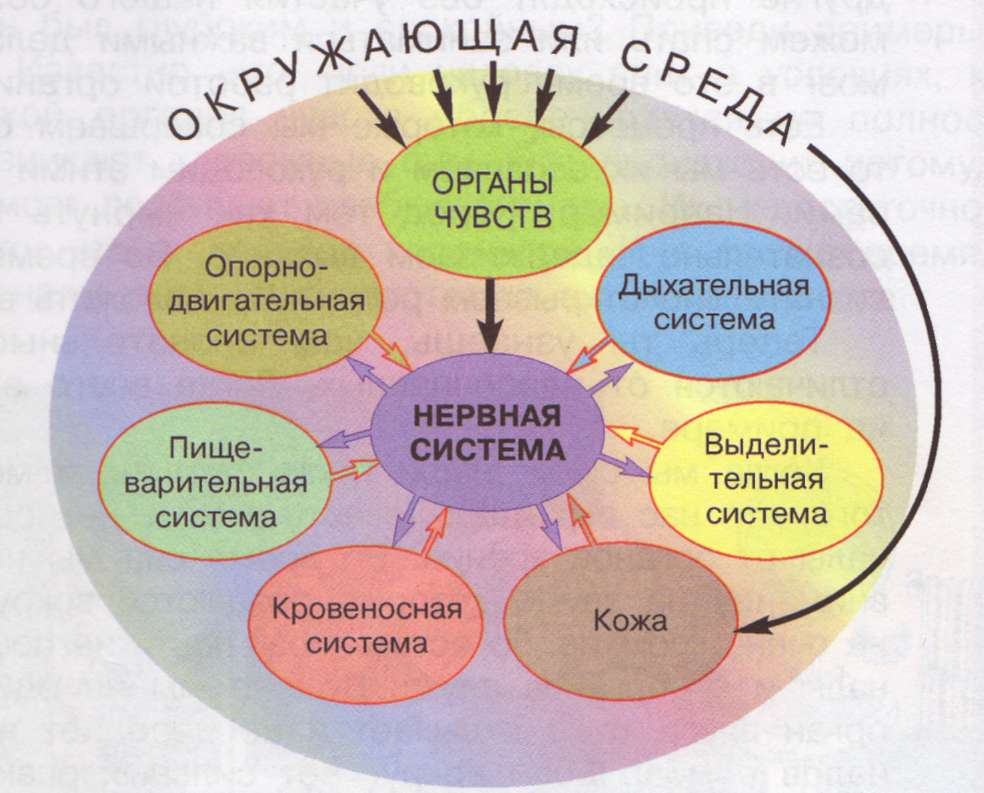 ОКРУЖАЮЩАЯ СРЕДА
ОРГАНЫ
ЧУВСТВ
Опорно-
двигательная
система
Дыхательная
система
НЕРВНАЯ
СИСТЕМА
Пище-
варительная
система
Выдели-
тельная
система
Кровеносная
система
Кожа